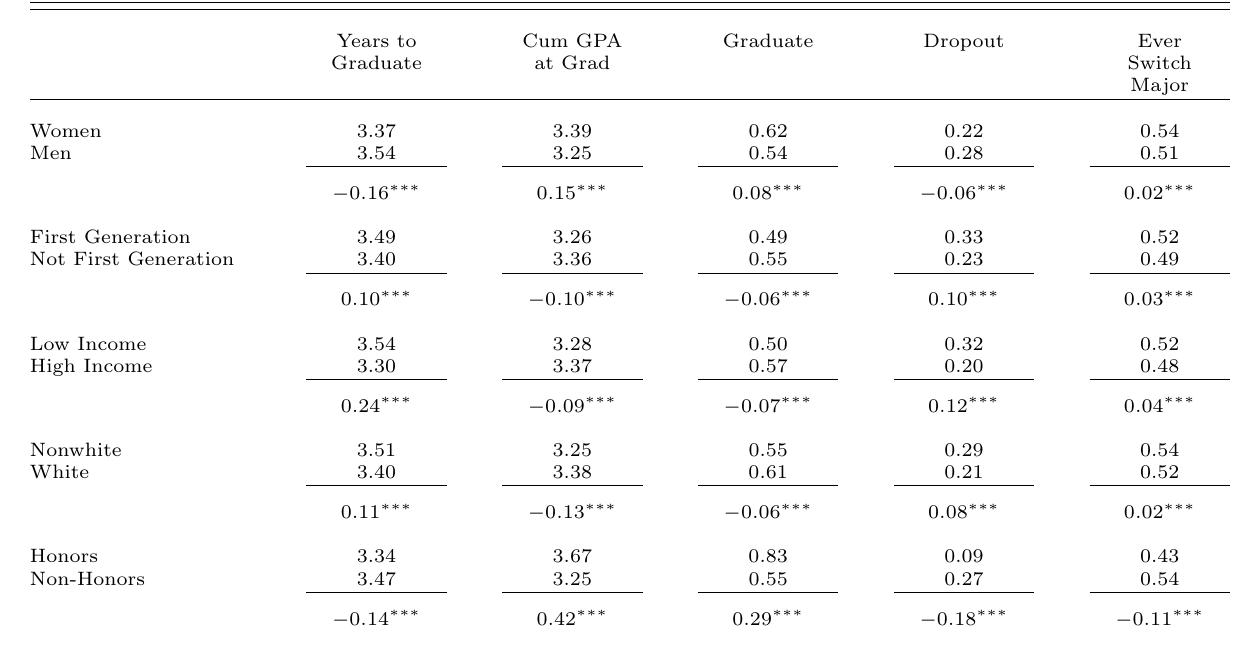 Years to Cum GPA Graduate Dropout Ever
Graduate at Grad Switch
Major
Women 3.37 3.39 0.62 0.22 0.54
Men 3.54 3.25 0.54 0.28 0.51
−0.16*** 0.15*** 0.08*** −0.06*** 0.02***
First Generation 3.49 3.26 0.49 0.33 0.52
Not First Generation 3.40 3.36 0.55 0.23 0.49
0.10*** −0.10*** −0.06*** 0.10*** 0.03***
Low Income 3.54 3.28 0.50 0.32 0.52
High Income 3.30 3.37 0.57 0.20 0.48
0.24*** −0.09*** −0.07*** 0.12*** 0.04***
Nonwhite 3.51 3.25 0.55 0.29 0.54
White 3.40 3.38 0.61 0.21 0.52
0.11*** −0.13*** −0.06*** 0.08*** 0.02***
Honors 3.34 3.67 0.83 0.09 0.43
Non-Honors 3.47 3.25 0.55 0.27 0.54
−0.14*** 0.42*** 0.29*** −0.18*** −0.11***